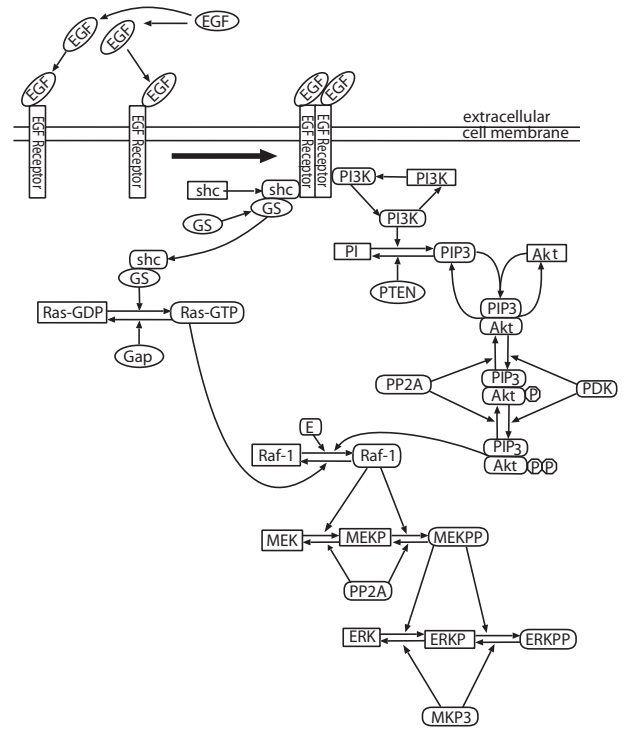 EGF
EGF
EGF
EGF
EGF
EGF
EGF
extracellular
cell membrane
EGF Receptor
EGF Receptor
EGF Receptor
EGF Receptor
shc
shc
GS
GS
PI3K
PI3K
PI3K
PI
PIP3
Akt
PTEN
shc
GS
Ras-GDP
Ras-GTP
Gap
PIP3
Akt
PP2A
PIP3
Akt
P
PDK
PIP3
Akt
P
P
E
Raf-1
Raf-1
MEK
MEKP
MEKPP
PP2A
ERK
ERKP
ERKPP
MKP3